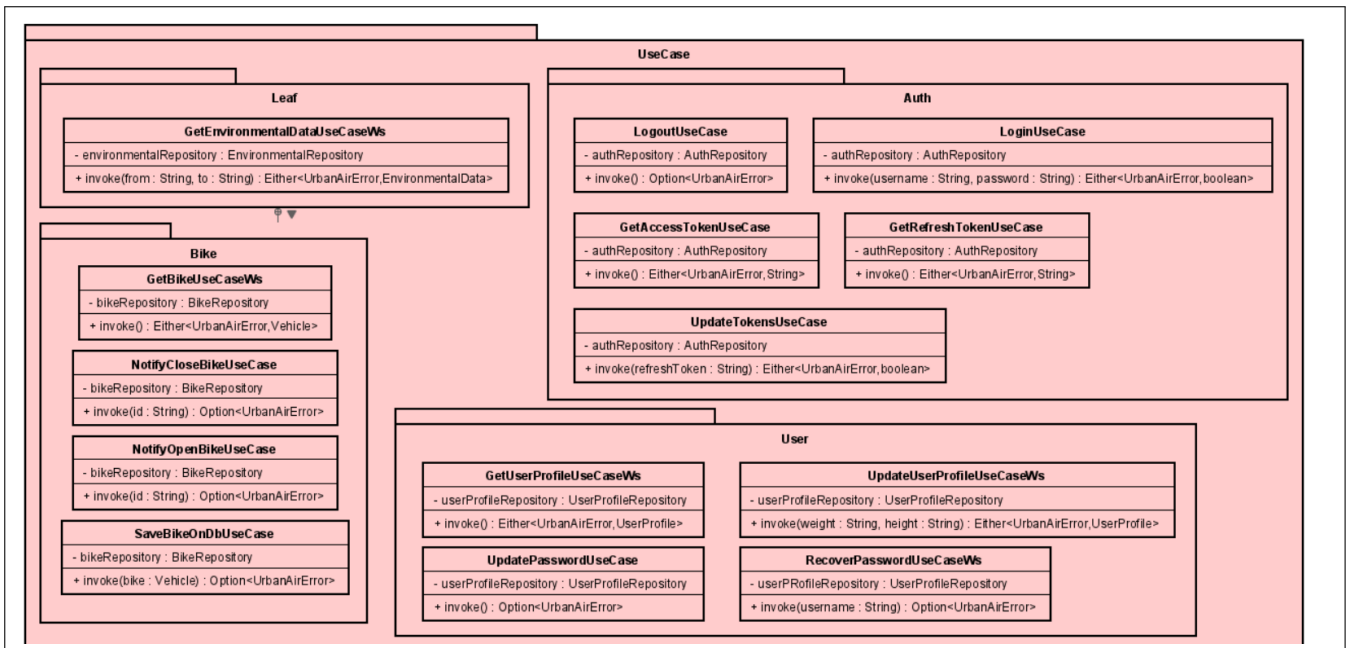 UseCase
Leaf
GetEnvironmentalDataUseCaseWs
- environmentalRepository : EnvironmentalRepository
+ invoke(from : String, to : String) : Either<UrbanAirError,EnvironmentalData>
Bike
GetBikeUseCaseWs
- bikeRepository : BikeRepository
+ invoke() : Either<UrbanAirError,Vehicle>
NotifyCloseBikeUseCase
- bikeRepository : BikeRepository
+ invoke(id : String) : Option<UrbanAirError>
NotifyOpenBikeUseCase
- bikeRepository : BikeRepository
+ invoke(id : String) : Option<UrbanAirError>
SaveBikeOnDbUseCase
- bikeRepository : BikeRepository
+ invoke(bike : Vehicle) : Option<UrbanAirError>
Auth
LogoutUseCase
- authRepository : AuthRepository
+ invoke() : Option<UrbanAirError>
LoginUseCase
- authRepository : AuthRepository
+ invoke(username : String, password : String) : Either<UrbanAirError,boolean>
GetAccessTokenUseCase
- authRepository : AuthRepository
+ invoke() : Either<UrbanAirError,String>
GetRefreshTokenUseCase
- authRepository : AuthRepository
+ invoke() : Either<UrbanAirError,String>
UpdateTokensUseCase
- authRepository : AuthRepository
+ invoke(refreshToken : String) : Either<UrbanAirError,boolean>
User
GetUserProfileUseCaseWs
- userProfileRepository : UserProfileRepository
+ invoke() : Either<UrbanAirError,UserProfile>
UpdateUserProfileUseCaseWs
- userProfileRepository : UserProfileRepository
+ invoke(weight : String, height : String) : Either<UrbanAirError,UserProfile>
UpdatePasswordUseCase
- userProfileRepository : UserProfileRepository
+ invoke() : Option<UrbanAirError>
RecoverPasswordUseCaseWs
- userPRofileRepository : UserProfileRepository
+ invoke(username : String) : Option<UrbanAirError>